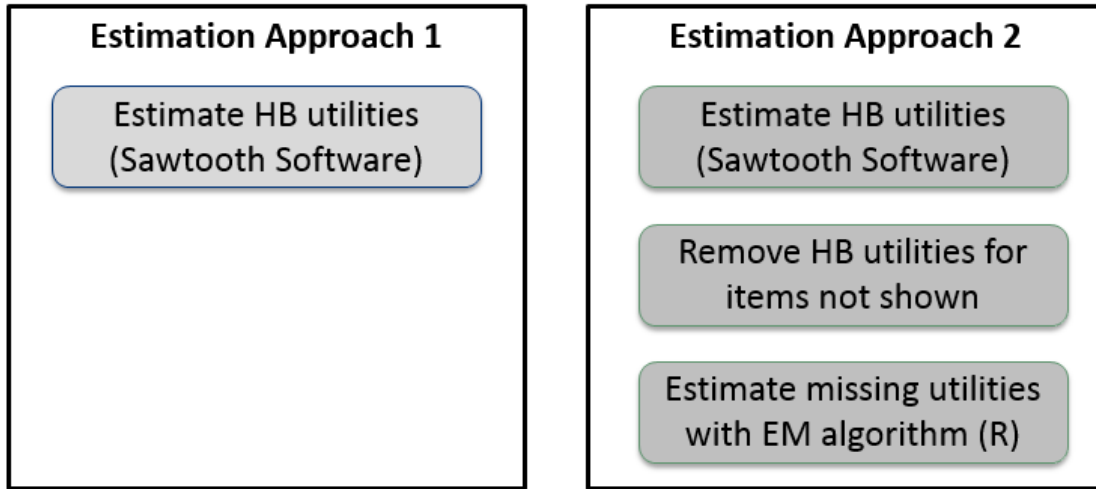 Estimation Approach 1
Estimate HB utilities
(Sawtooth Software)
Estimation Approach 2
Estimate HB utilities
(Sawtooth Software)
Remove HB utilities for
items not shown
Estimate missing utilities
with EM algorithm (R)